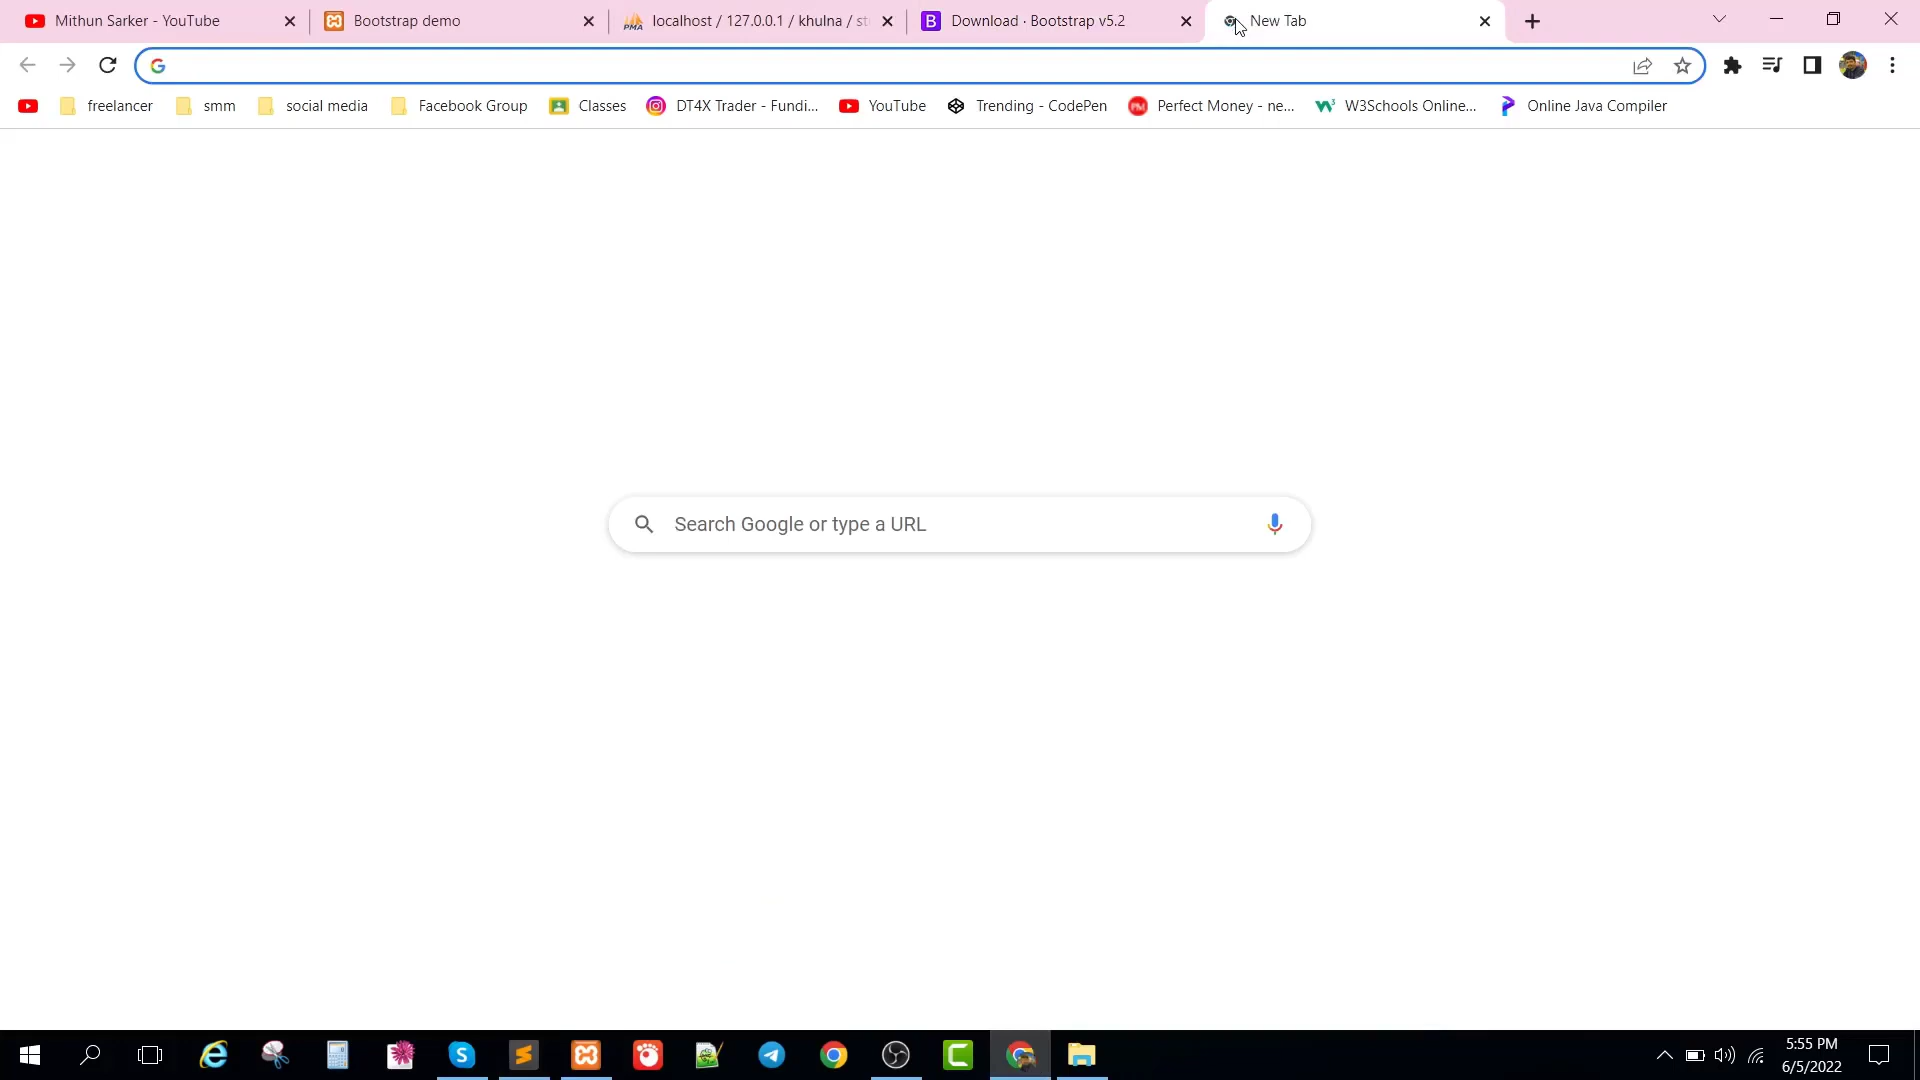 Mithun Sarker - YouTube
Bootstrap demo
localhost / 127.0.0.1 / khulna /
Download · Bootstrap v5.2
New Tab
freelancer
smm
social media
Facebook Group
Classes
DT4X Trader - Fundi...
YouTube
Trending - CodePen
Perfect Money - ne...
W3Schools Online...
Online Java Compiler
Search Google or type a URL
5:55 PM
6/5/2022